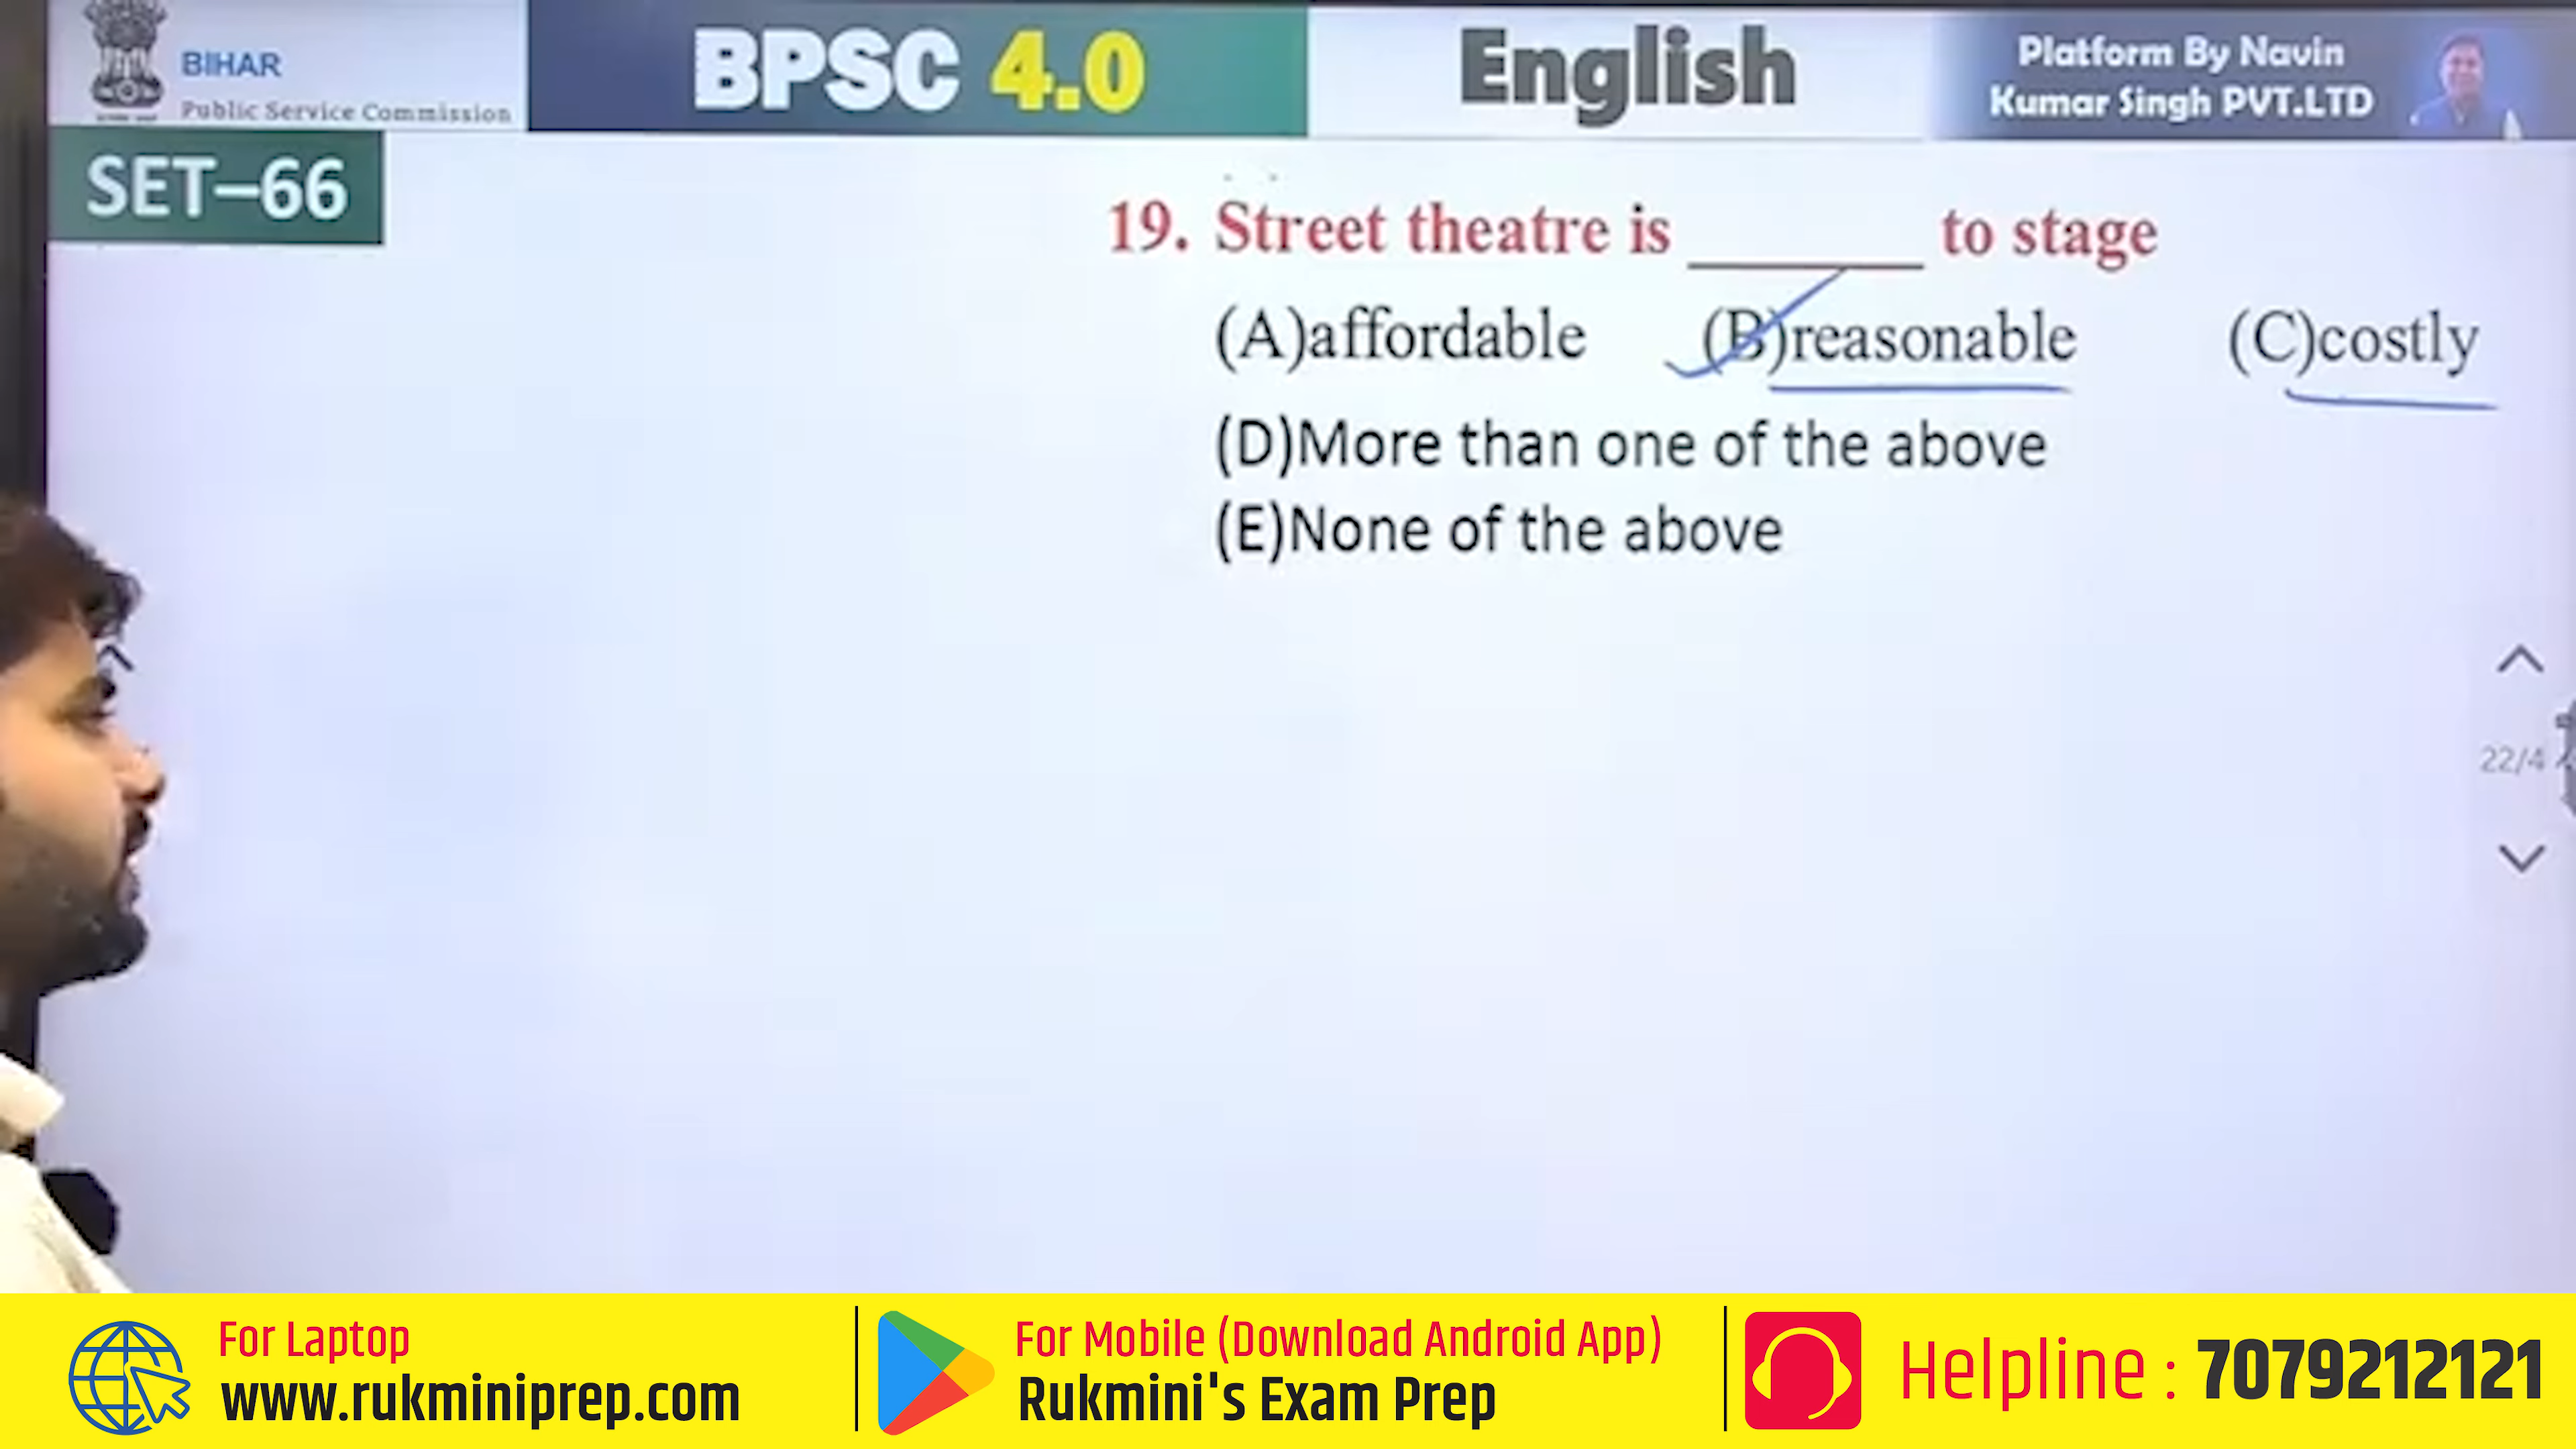 BIHAR
Public Service Commission
BPSC 4.0
English
Platform By Navin
Kumar Singh PVT.LTD
SET–66
19. Street theatre is ______ to stage
(A)affordable (B)reasonable (C)costly
(D)More than one of the above
(E)None of the above
22/4
For Laptop
www.rukminiprep.com
For Mobile (Download Android App)
Rukmini's Exam Prep
Helpline : 7079212121